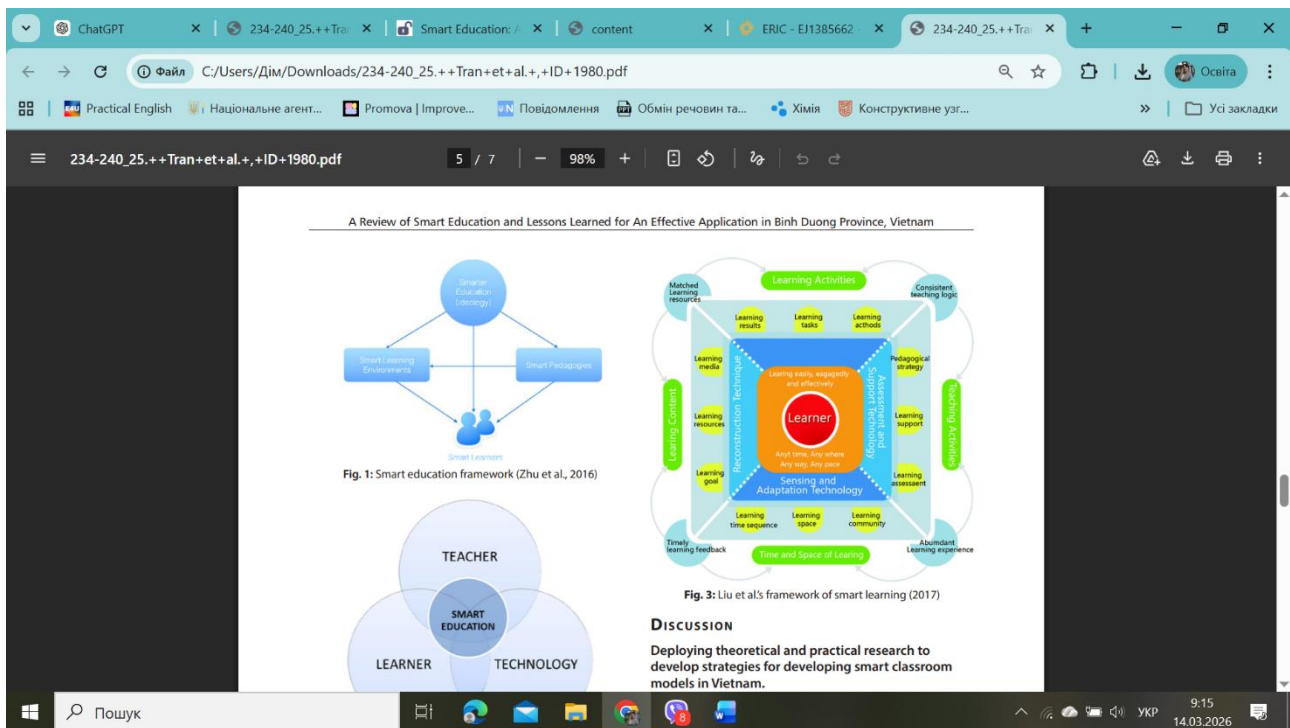 ChatGPT
234-240_25.++Tra
Smart Education: A
content
ERIC - EJ1385662
234-240_25.++Tra
Файл
C:/Users/Дім/Downloads/234-240_25.++Tran+et+al.+,+ID+1980.pdf
Освіта
Practical English
Національне агент...
Promova | Improve...
Повідомлення
Обмін речовин та...
Хімія
Конструктивне узг...
»
Усі закладки
234-240_25.++Tran+et+al.+,+ID+1980.pdf
5 / 7
98%
A Review of Smart Education and Lessons Learned for An Effective Application in Binh Duong Province, Vietnam
Smarter
Education
(Ideology)
Smart Learning
Environments
Smart Pedagogies
Smart Learners
Fig. 1: Smart education framework (Zhu et al., 2016)
TEACHER
SMART
EDUCATION
LEARNER
TECHNOLOGY
Matched
Learning
resources
Learning Activities
Consistent
teaching logic
Learning
results
Learning
tasks
Learning
acthods
Learning
media
Pedagogical
strategy
Learing Content
Learning
resources
Reconstruction Technique
Learing easily, engagedly
and effectively
Learner
Anyt time, Any where
Any way, Any pace
Assessment and
Support Technology
Learning
support
Teaching Activities
Learning
goal
Sensing and
Adaptation Technology
Learning
assessaent
Learning
time sequence
Learning
space
Learning
community
Timely
learning feedback
Time and Space of Learing
Abumdant
Learning experience
Fig. 3: Liu et al.'s framework of smart learning (2017)
DISCUSSION
Deploying theoretical and practical research to
develop strategies for developing smart classroom
models in Vietnam.
Пошук
8
УКР
9:15
14.03.2026